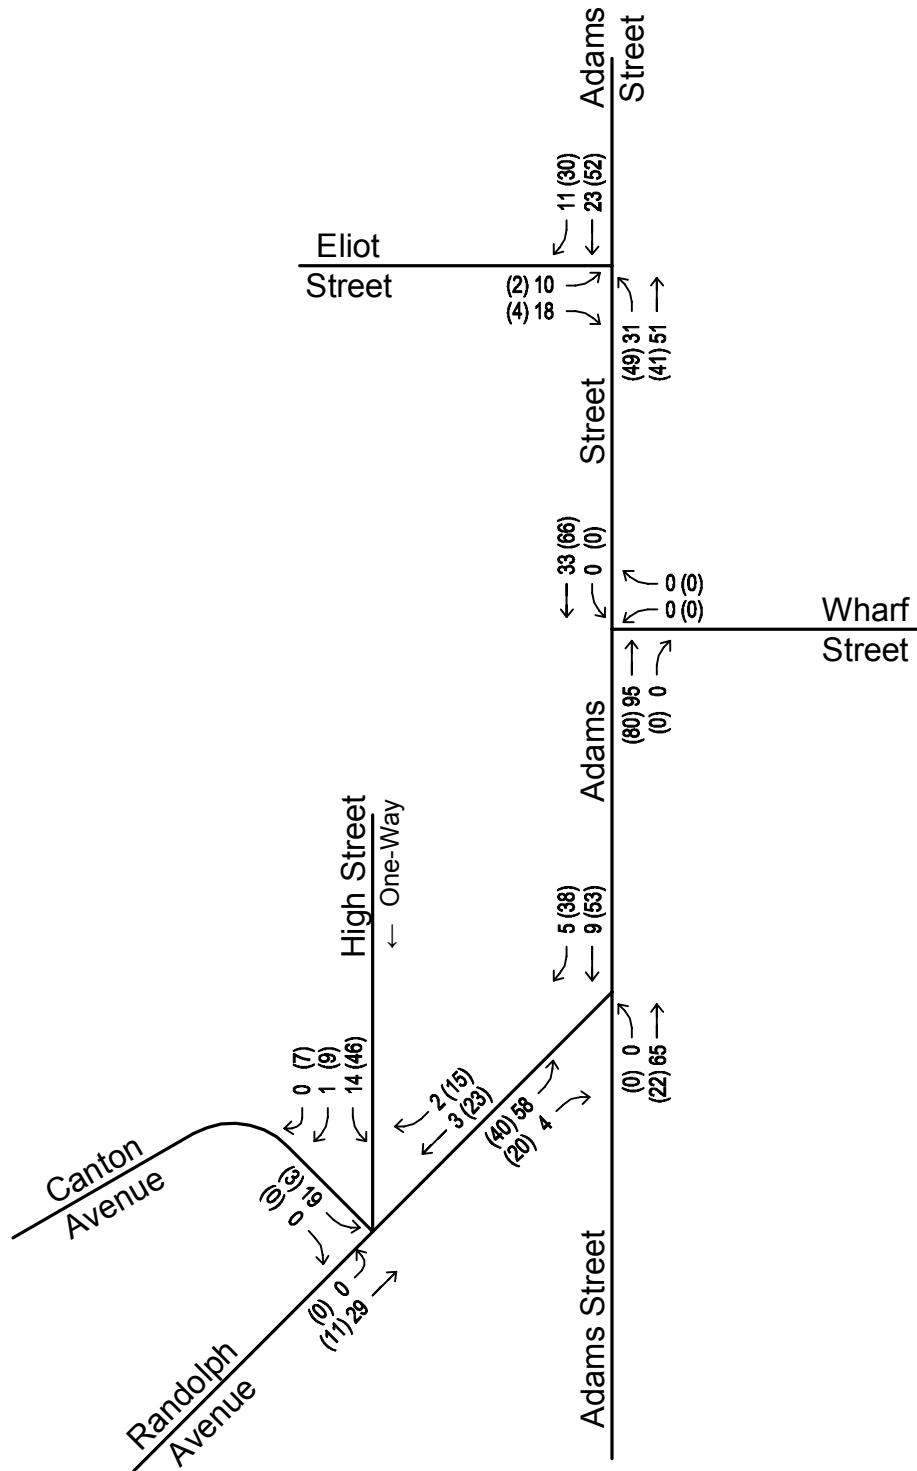 Adams
Street
11 (30)
23 (52)
Eliot
Street
(2) 10
(4) 18
(49) 31
(41) 51
Street
33 (66)
0 (0)
0 (0)
0 (0)
Wharf
Street
(80) 95
(0) 0
Adams
High Street
← One-Way
5 (38)
9 (53)
0 (7)
1 (9)
14 (46)
2 (15)
3 (23)
(40) 58
(20) 4
(0) 0
(22) 65
Canton
Avenue
(3) 19
(0) 0
(0) 0
(11) 29
Randolph
Avenue
Adams Street